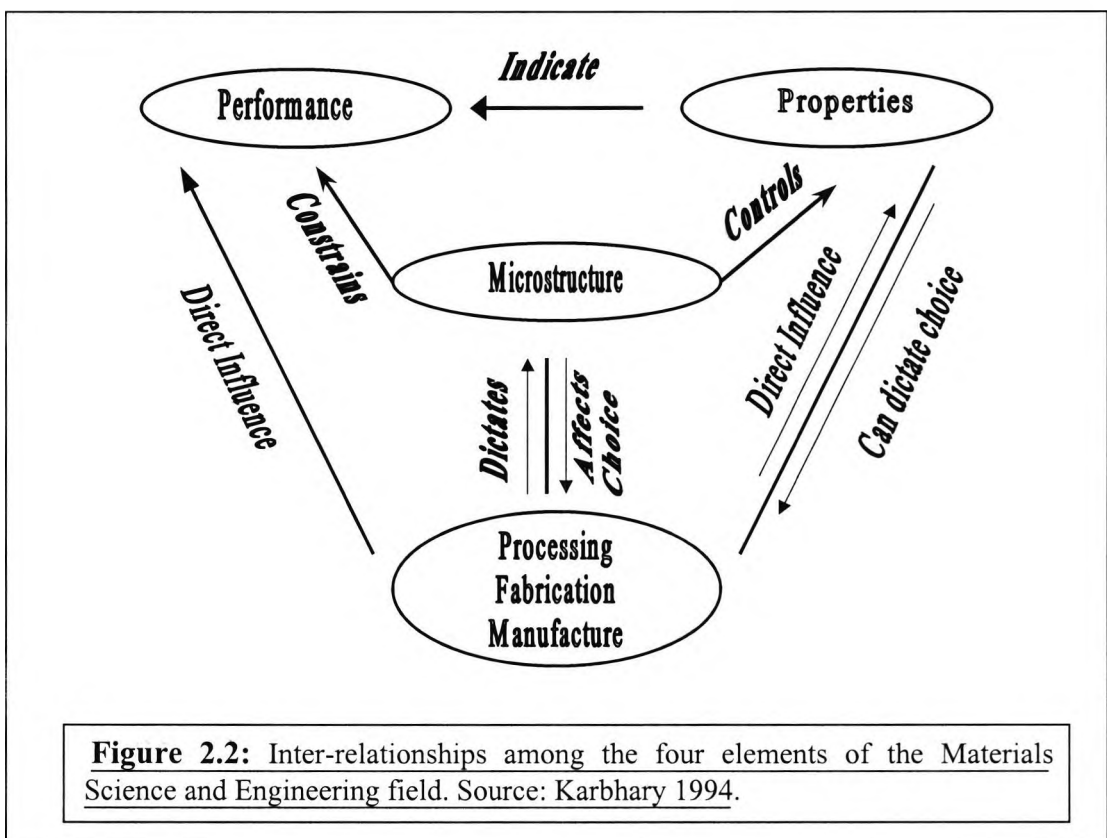 Indicate
Performance
Properties
Constrains
Controls
Microstructure
Direct Influence
Dictates
Affects
Choice
Direct Influence
Can dictate choice
Processing
Fabrication
Manufacture
Figure 2.2: Inter-relationships among the four elements of the Materials
Science and Engineering field. Source: Karbhary 1994.